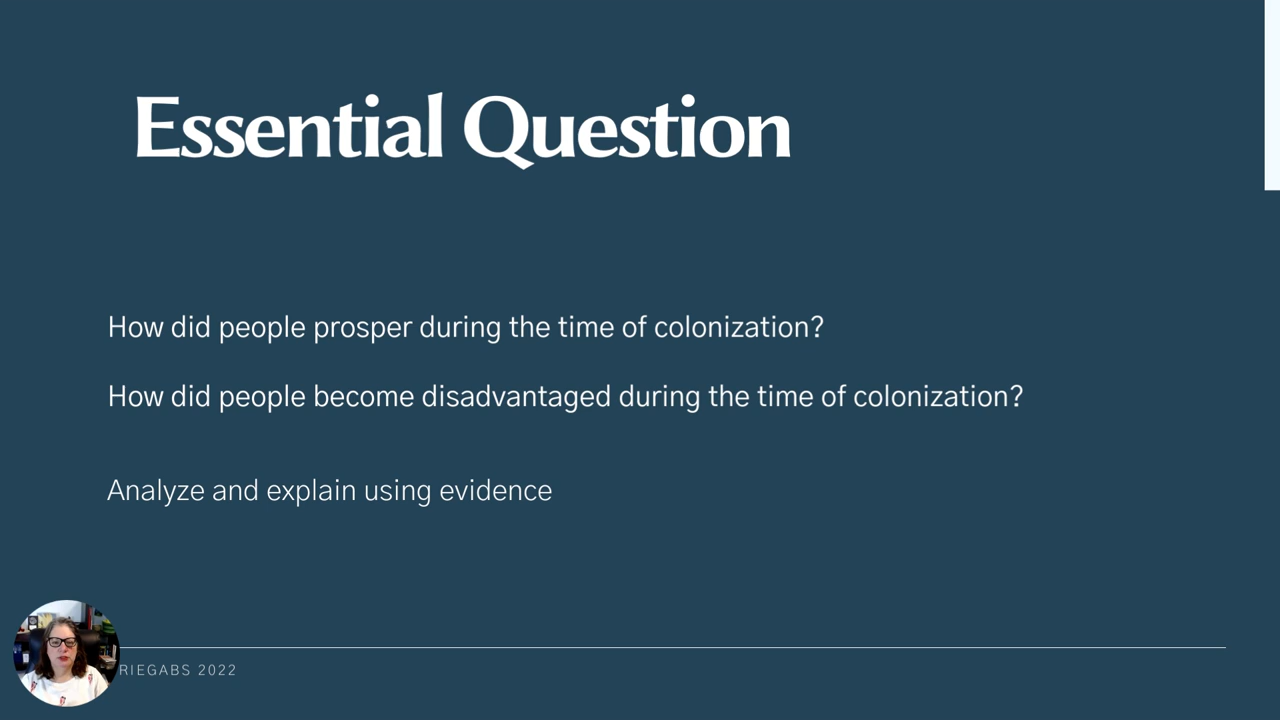 Essential Question
How did people prosper during the time of colonization?
How did people become disadvantaged during the time of colonization?
Analyze and explain using evidence
RIEGABS 2022